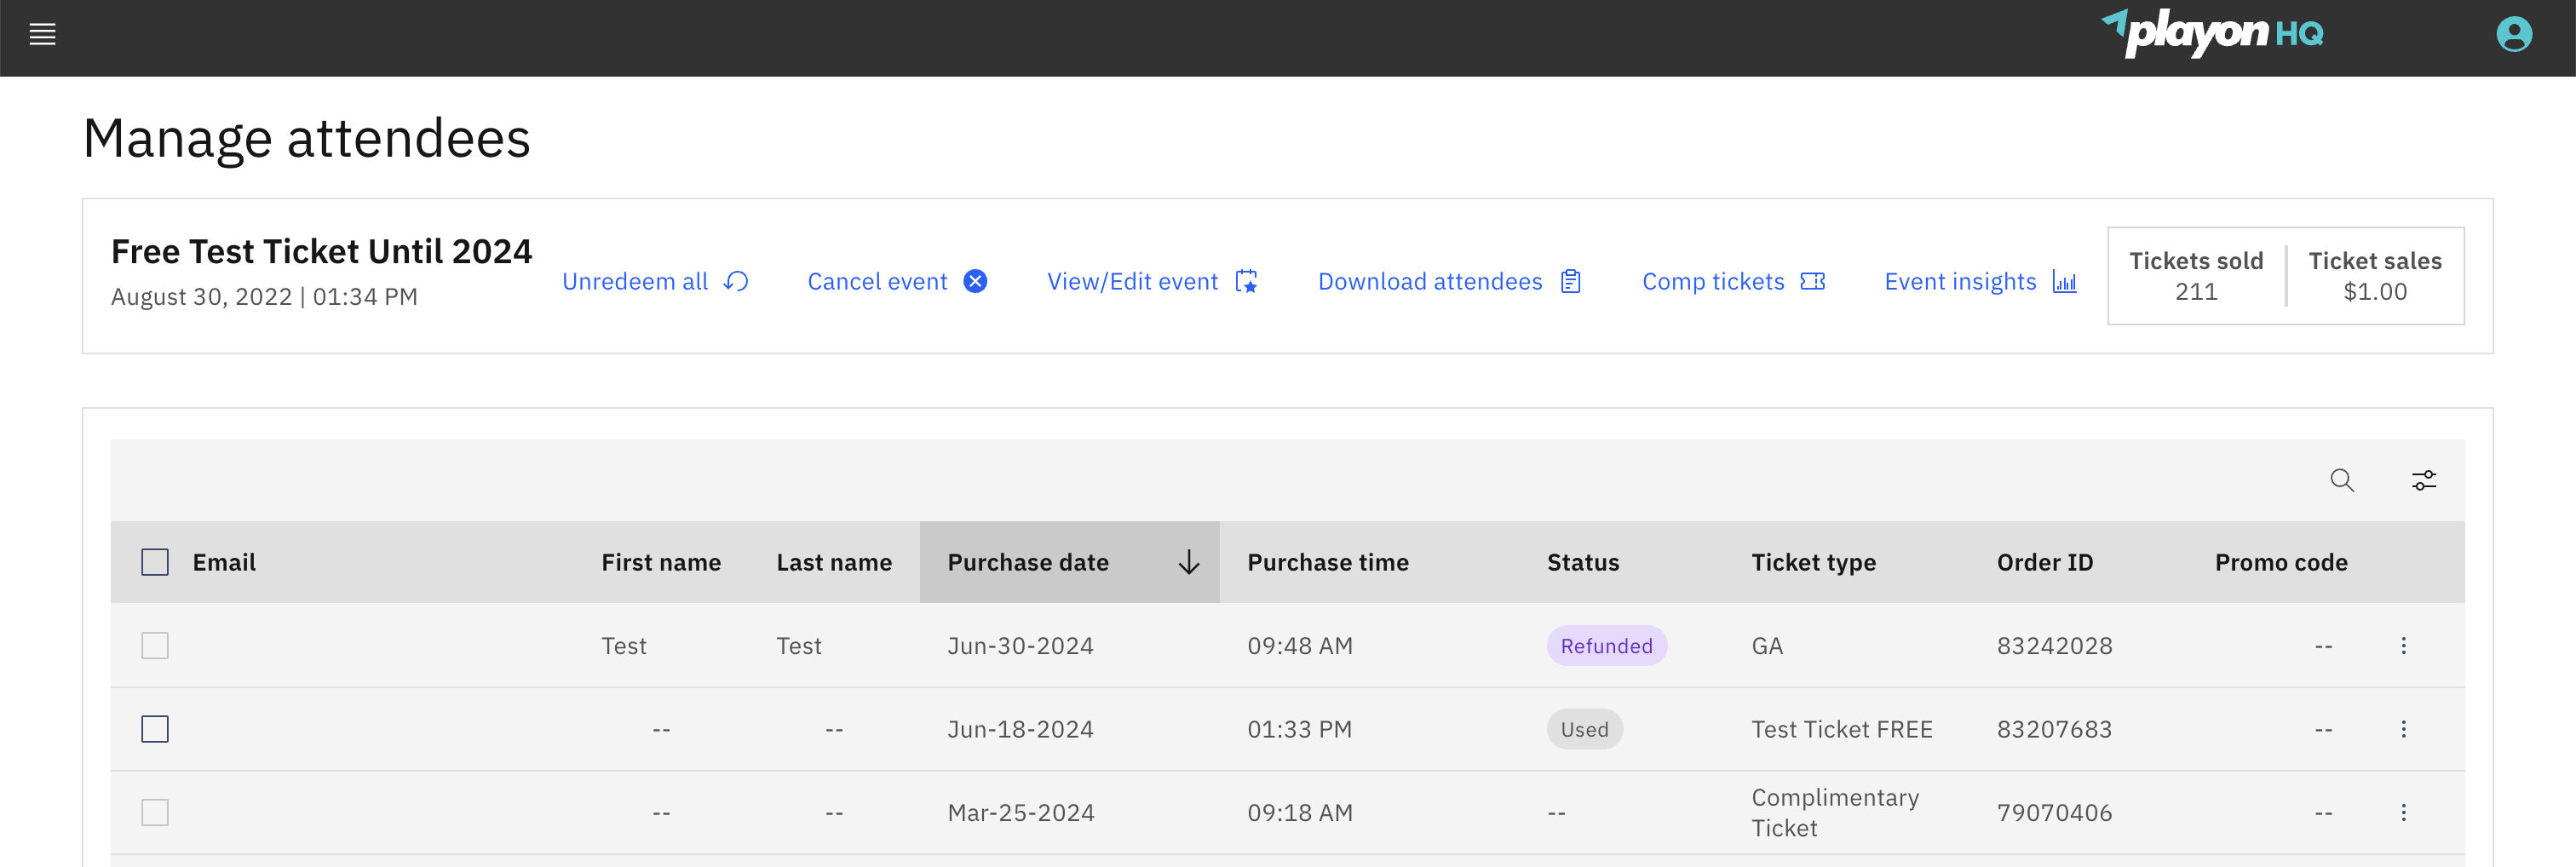 playon HQ
Manage attendees
Free Test Ticket Until 2024
August 30, 2022 | 01:34 PM
Unredeem all
Cancel event
View/Edit event
Download attendees
Comp tickets
Event insights
Tickets sold
211
Ticket sales
$1.00
Email First name Last name Purchase date Purchase time Status Ticket type Order ID Promo code
Test Test Jun-30-2024 09:48 AM Refunded GA 83242028 --
-- -- Jun-18-2024 01:33 PM Used Test Ticket FREE 83207683 --
-- -- Mar-25-2024 09:18 AM -- Complimentary Ticket 79070406 --